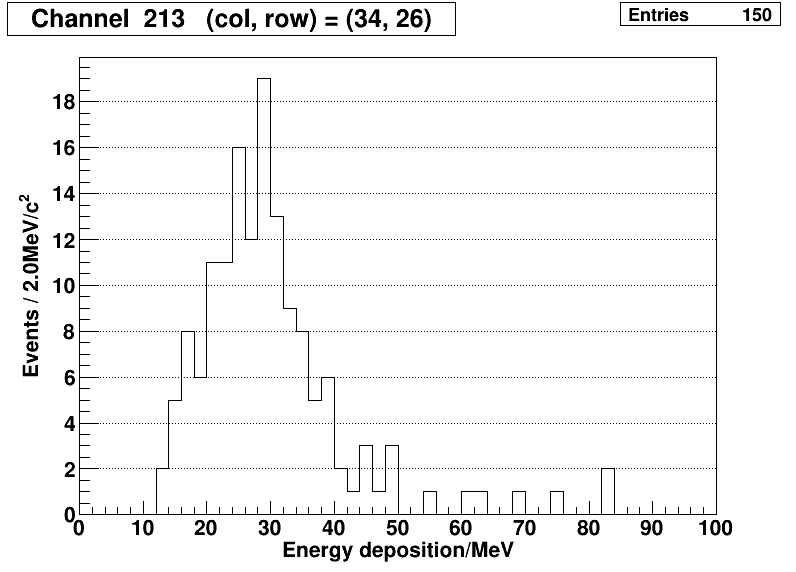 Channel 213 (col, row) = (34, 26)
Entries 150
Events / 2.0MeV/c²
18
16
14
12
10
8
6
4
2
0
0 10 20 30 40 50 60 70 80 90 100
Energy deposition/MeV